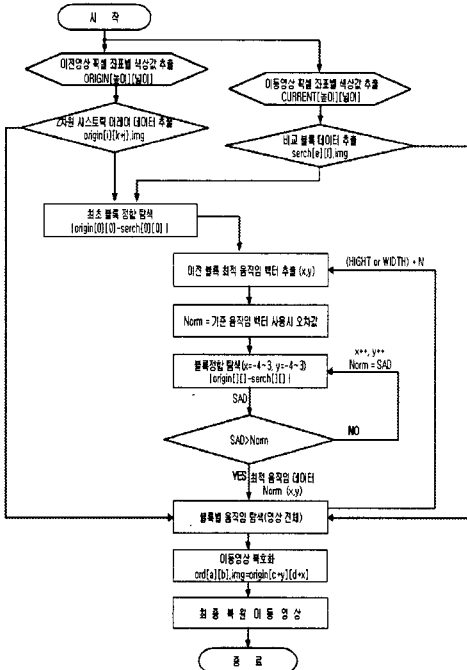 시 작
이전영상 픽셀 좌표별 색상값 추출
ORIGIN[높이][넓이]
이동영상 픽셀 좌표별 색상값 추출
CURRENT[높이][넓이]
2차원 시스토릭 어레이 데이터 추출
origin[i][k+j].img
비교 블록 데이터 추출
serch[e][f].img
최초 블록 정합 탐색
|origin[0][0]-serch[0][0] |
이전 블록 최적 움직임 벡터 추출 (x,y)
(HIGHT or WIDTH) ÷ N
Norm = 기준 움직임 벡터 사용시 오차값
블록정합 탐색(x=-4~3, y=-4~3)
|origin[][]-serch[][] |
x++, y++
Norm = SAD
SAD
SAD>Norm
NO
YES
최적 움직임 데이터
Norm (x,y)
블록별 움직임 탐색(영상 전체)
이동영상 복호화
ord[a][b].img=origin[c+y][d+x]
최종 복원 이동 영상
종 료